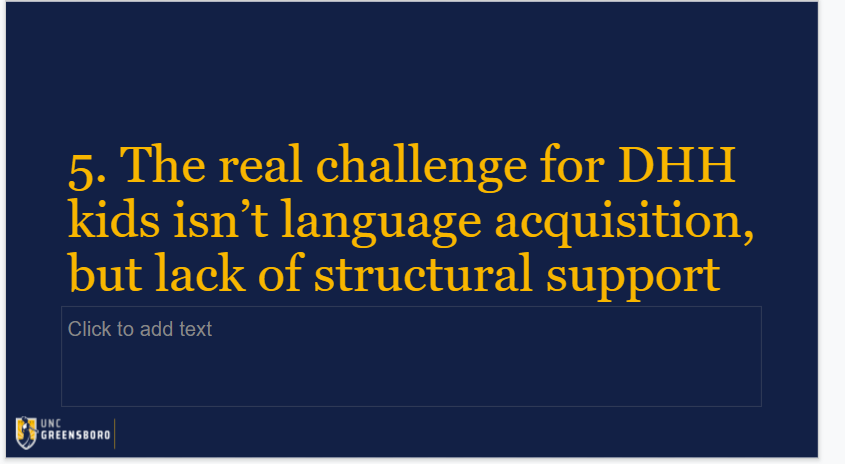 5. The real challenge for DHH
kids isn’t language acquisition,
but lack of structural support
Click to add text
UNC
GREENSBORO